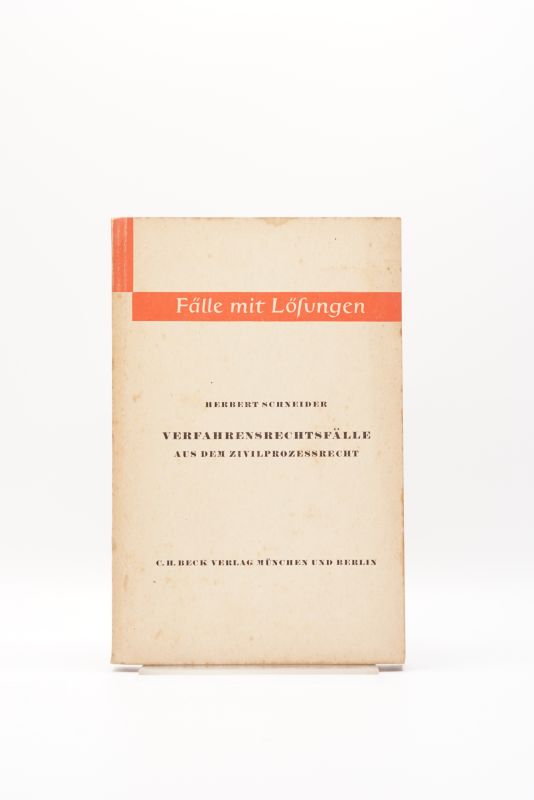 Fälle mit Löſungen
HERBERT SCHNEIDER
VERFAHRENSRECHTSFÄLLE
AUS DEM ZIVILPROZESSRECHT
C. H. BECK VERLAG MÜNCHEN UND BERLIN